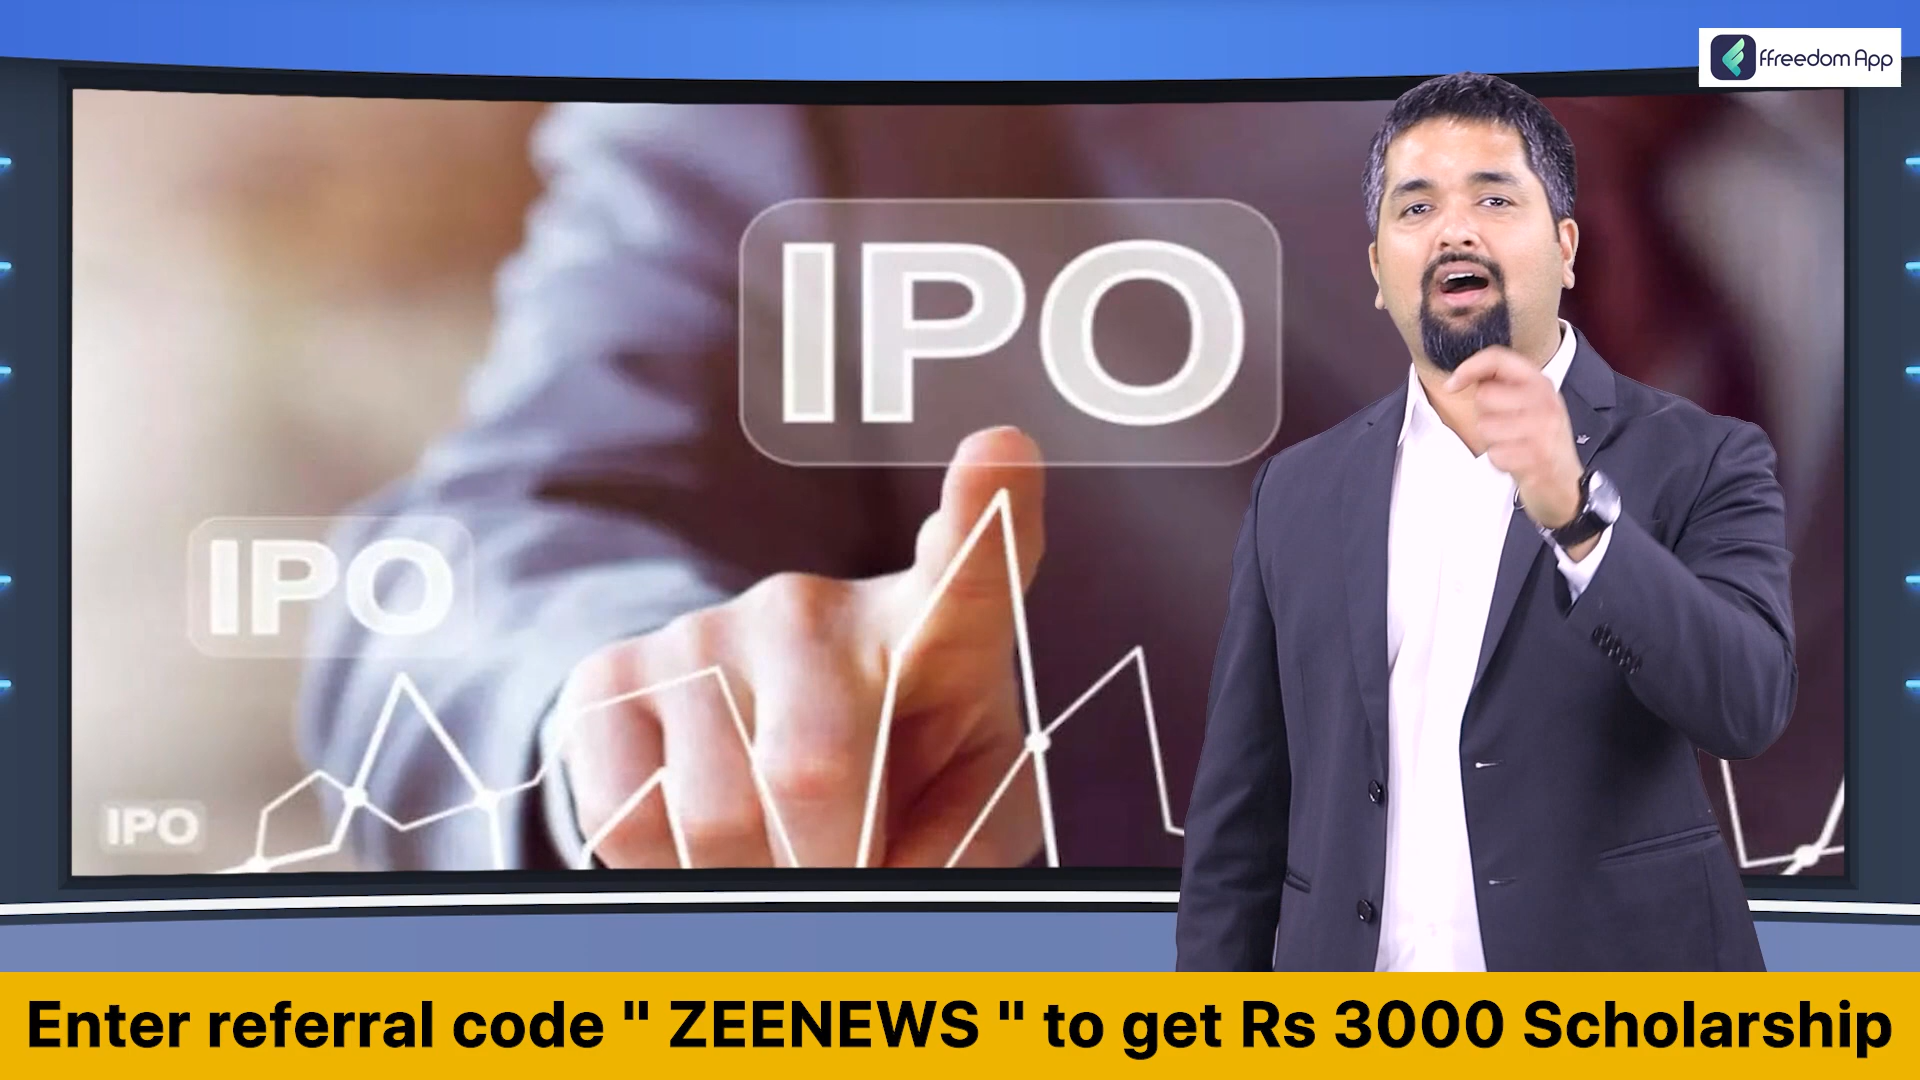 ffreedom App
IPO
IPO
IPO
Enter referral code " ZEENEWS " to get Rs 3000 Scholarship